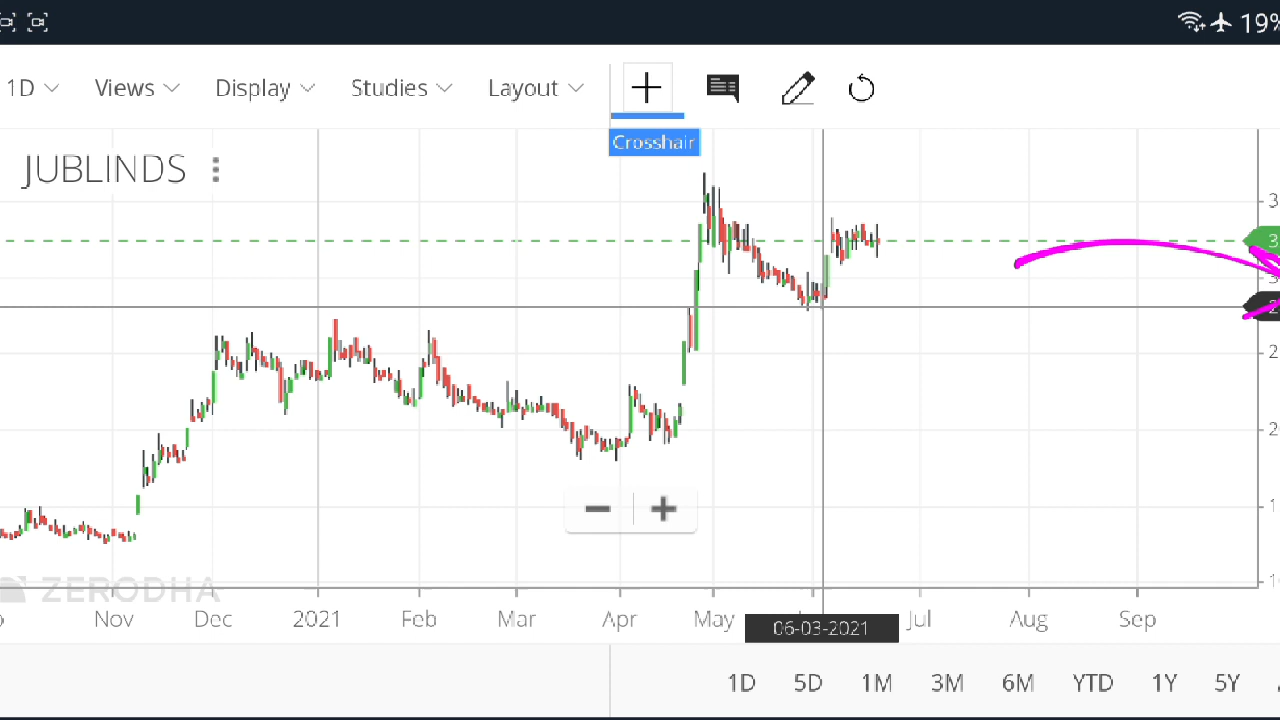 19%
1D Views Display Studies Layout
Crosshair
JUBLINDS
ZERODHA
Nov Dec 2021 Feb Mar Apr May Jul Aug Sep
06-03-2021
1D 5D 1M 3M 6M YTD 1Y 5Y